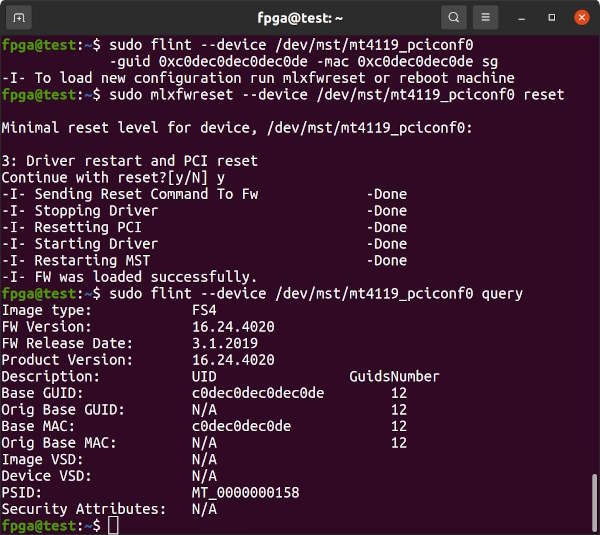 fpga@test: ~
fpga@test:~$ sudo flint --device /dev/mst/mt4119_pciconf0
-guid 0xc0dec0dec0dec0de -mac 0xc0dec0dec0de sg
-I- To load new configuration run mlxfwreset or reboot machine
fpga@test:~$ sudo mlxfwreset --device /dev/mst/mt4119_pciconf0 reset
Minimal reset level for device, /dev/mst/mt4119_pciconf0:
3: Driver restart and PCI reset
Continue with reset?[y/N] y
-I- Sending Reset Command To Fw -Done
-I- Stopping Driver -Done
-I- Resetting PCI -Done
-I- Starting Driver -Done
-I- Restarting MST -Done
-I- FW was loaded successfully.
fpga@test:~$ sudo flint --device /dev/mst/mt4119_pciconf0 query
Image type: FS4
FW Version: 16.24.4020
FW Release Date: 3.1.2019
Product Version: 16.24.4020
Description: UID GuidsNumber
Base GUID: c0dec0dec0dec0de 12
Orig Base GUID: N/A 12
Base MAC: c0dec0dec0de 12
Orig Base MAC: N/A 12
Image VSD: N/A
Device VSD: N/A
PSID: MT_0000000158
Security Attributes: N/A
fpga@test:~$